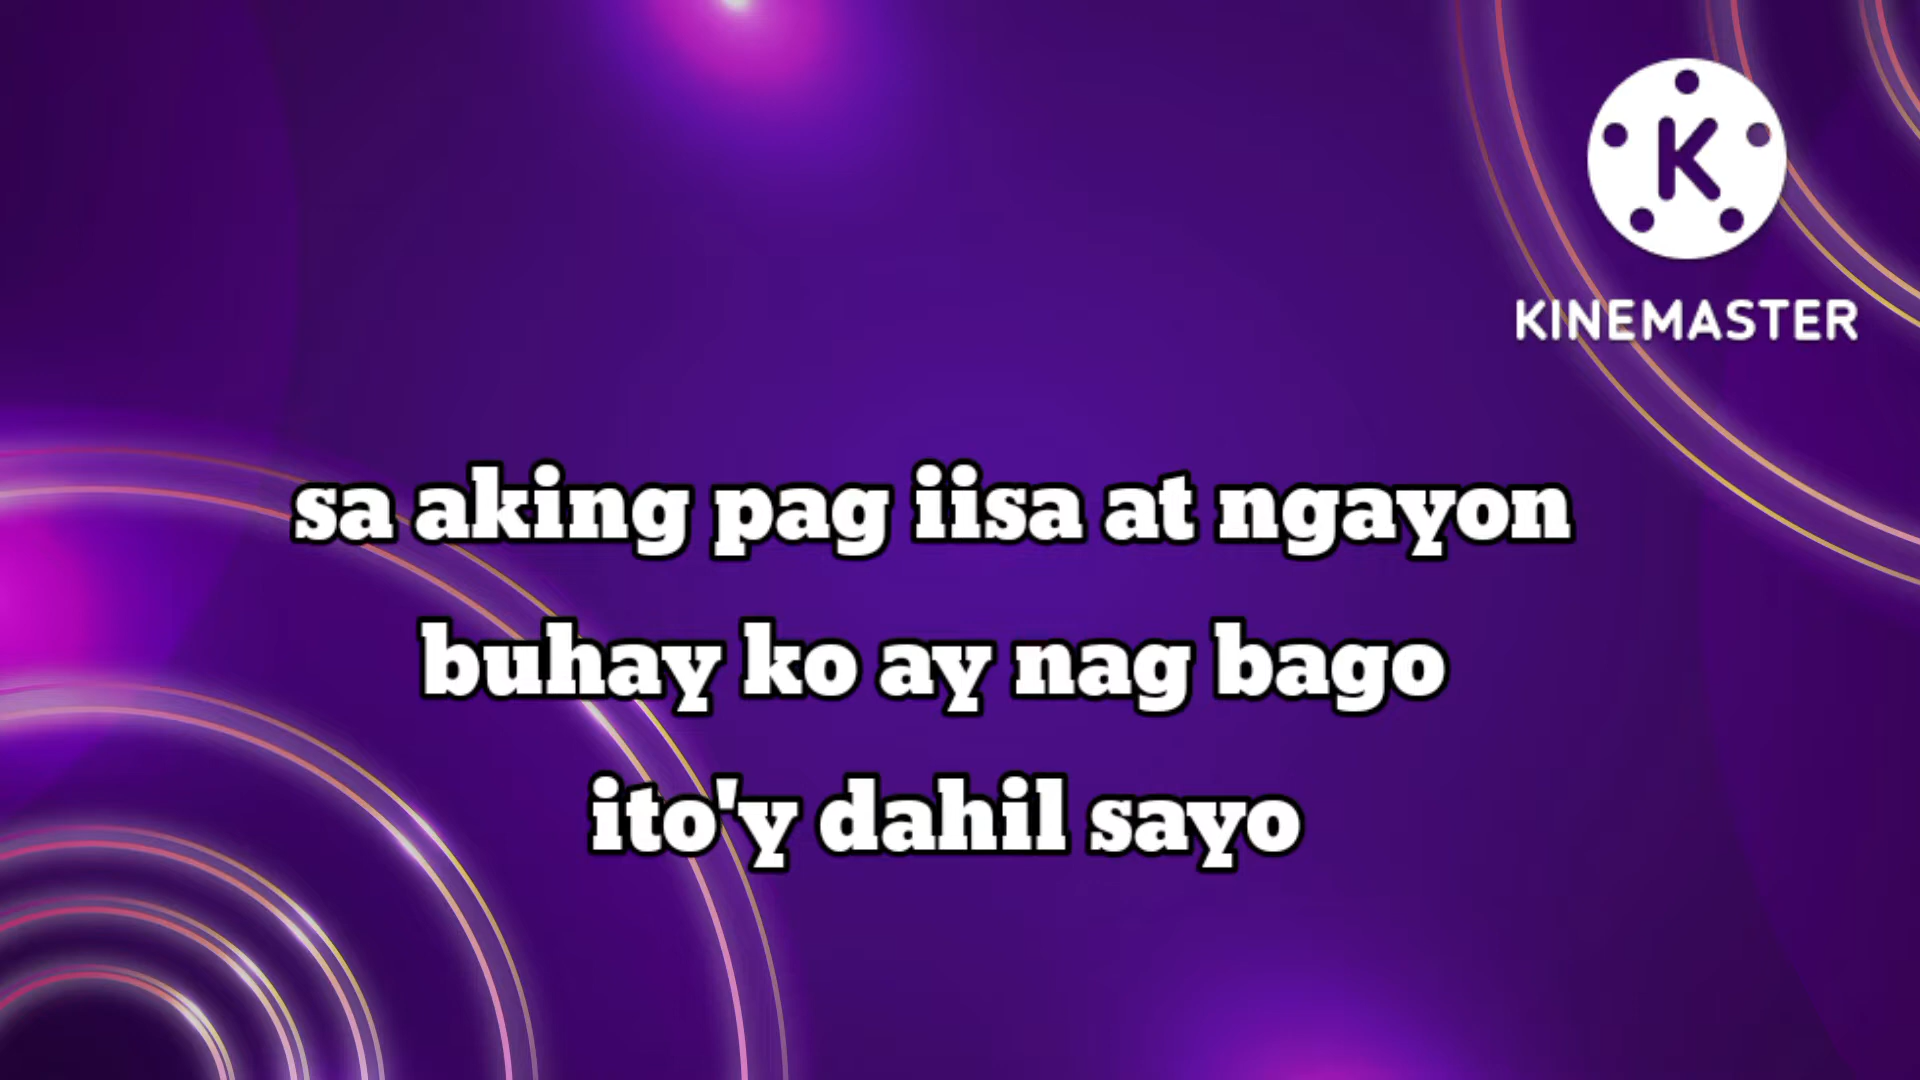 K
KINEMASTER
sa aking pag iisa at ngayon
buhay ko ay nag bago
ito'y dahil sayo